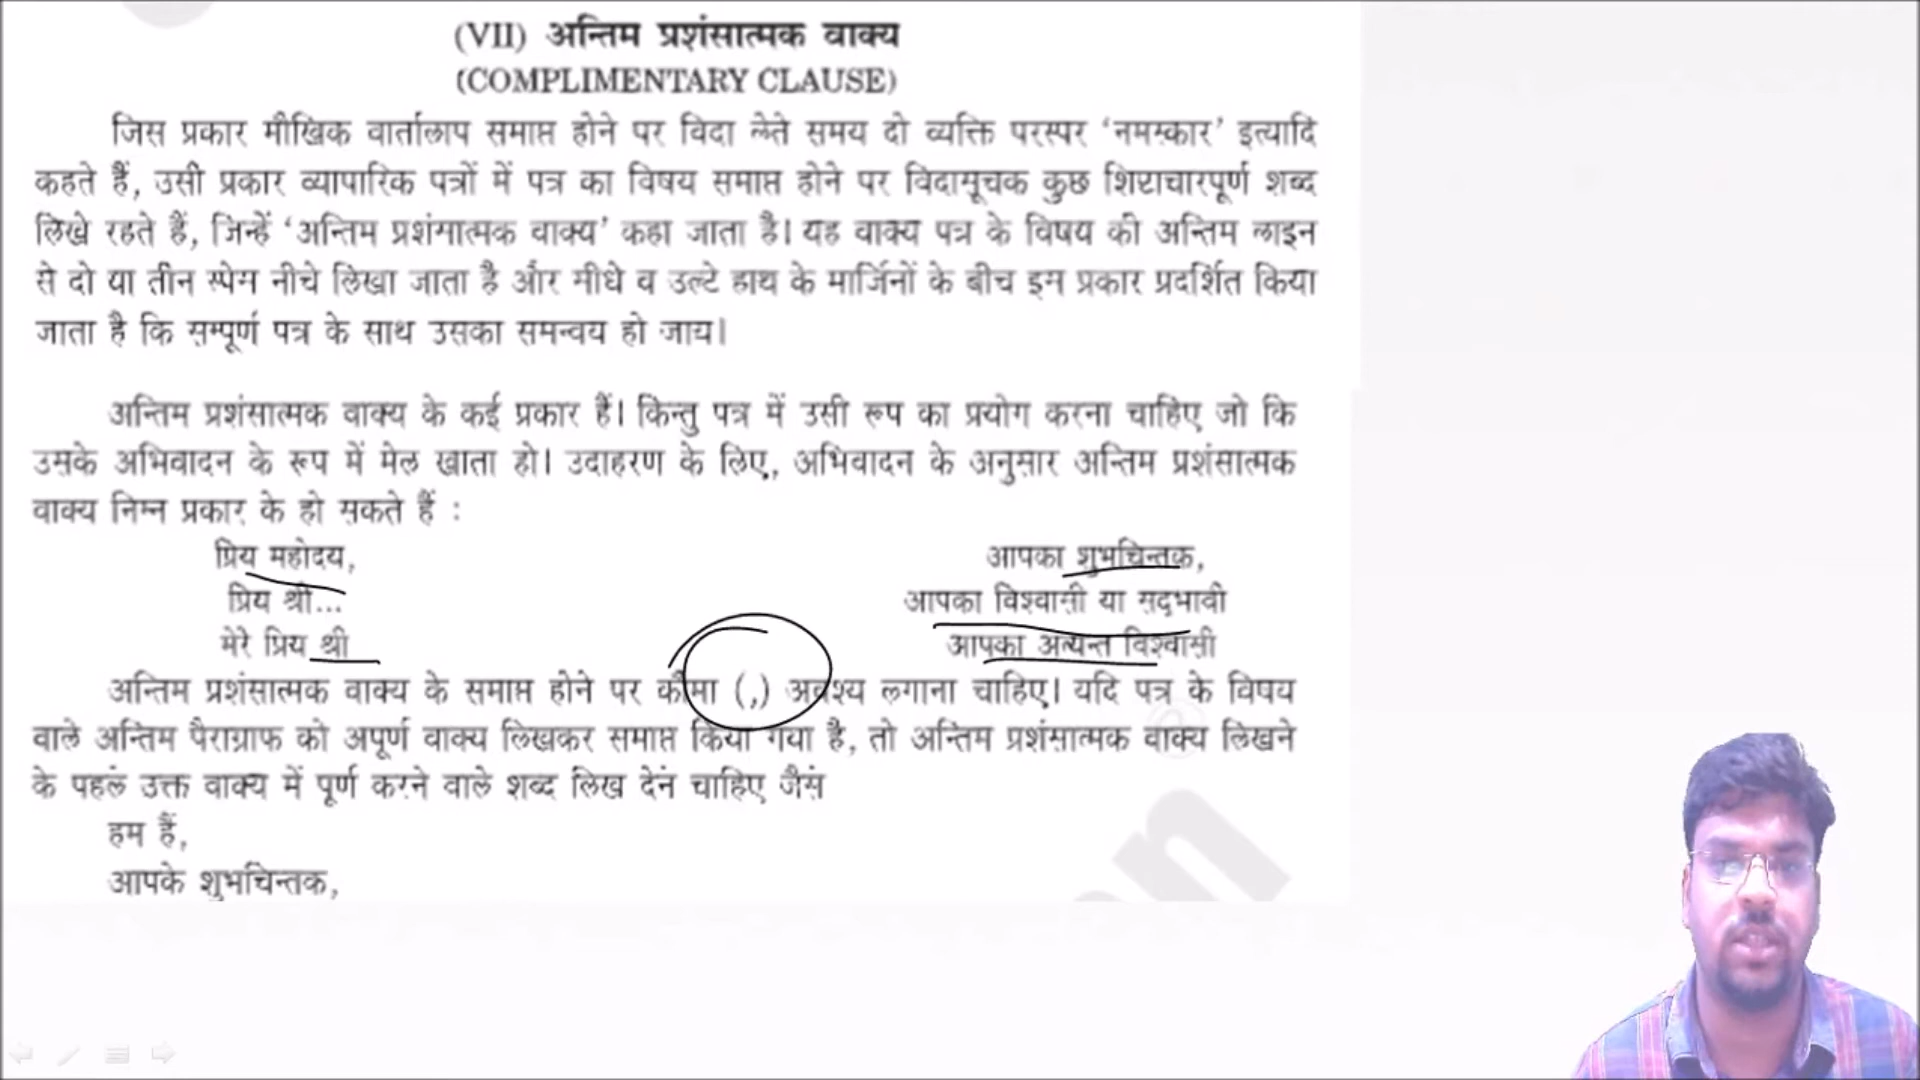 (VII) अन्तिम प्रशंसात्मक वाक्य
(COMPLIMENTARY CLAUSE)
जिस प्रकार मौखिक वार्तालाप समाप्त होने पर विदा लेते समय दो व्यक्ति परस्पर ‘नमस्कार’ इत्यादि
कहते हैं, उसी प्रकार व्यापारिक पत्रों में पत्र का विषय समाप्त होने पर विदासूचक कुछ शिष्टाचारपूर्ण शब्द
लिखे रहते हैं, जिन्हें ‘अन्तिम प्रशंसात्मक वाक्य’ कहा जाता है। यह वाक्य पत्र के विषय की अन्तिम लाइन
से दो या तीन स्पेस नीचे लिखा जाता है और सीधे व उल्टे हाथ के मार्जिनों के बीच इस प्रकार प्रदर्शित किया
जाता है कि सम्पूर्ण पत्र के साथ उसका समन्वय हो जाय।
अन्तिम प्रशंसात्मक वाक्य के कई प्रकार हैं। किन्तु पत्र में उसी रूप का प्रयोग करना चाहिए जो कि
उसके अभिवादन के रूप में मेल खाता हो। उदाहरण के लिए, अभिवादन के अनुसार अन्तिम प्रशंसात्मक
वाक्य निम्न प्रकार के हो सकते हैं :
प्रिय महोदय, आपका शुभचिन्तक,
प्रिय श्री... आपका विश्वासी या सद्भावी
मेरे प्रिय श्री आपका अत्यन्त विश्वासी
अन्तिम प्रशंसात्मक वाक्य के समाप्त होने पर कौमा (,) अवश्य लगाना चाहिए। यदि पत्र के विषय
वाले अन्तिम पैराग्राफ को अपूर्ण वाक्य लिखकर समाप्त किया गया है, तो अन्तिम प्रशंसात्मक वाक्य लिखने
के पहले उक्त वाक्य में पूर्ण करने वाले शब्द लिख देने चाहिए जैसे
हम हैं,
आपके शुभचिन्तक,